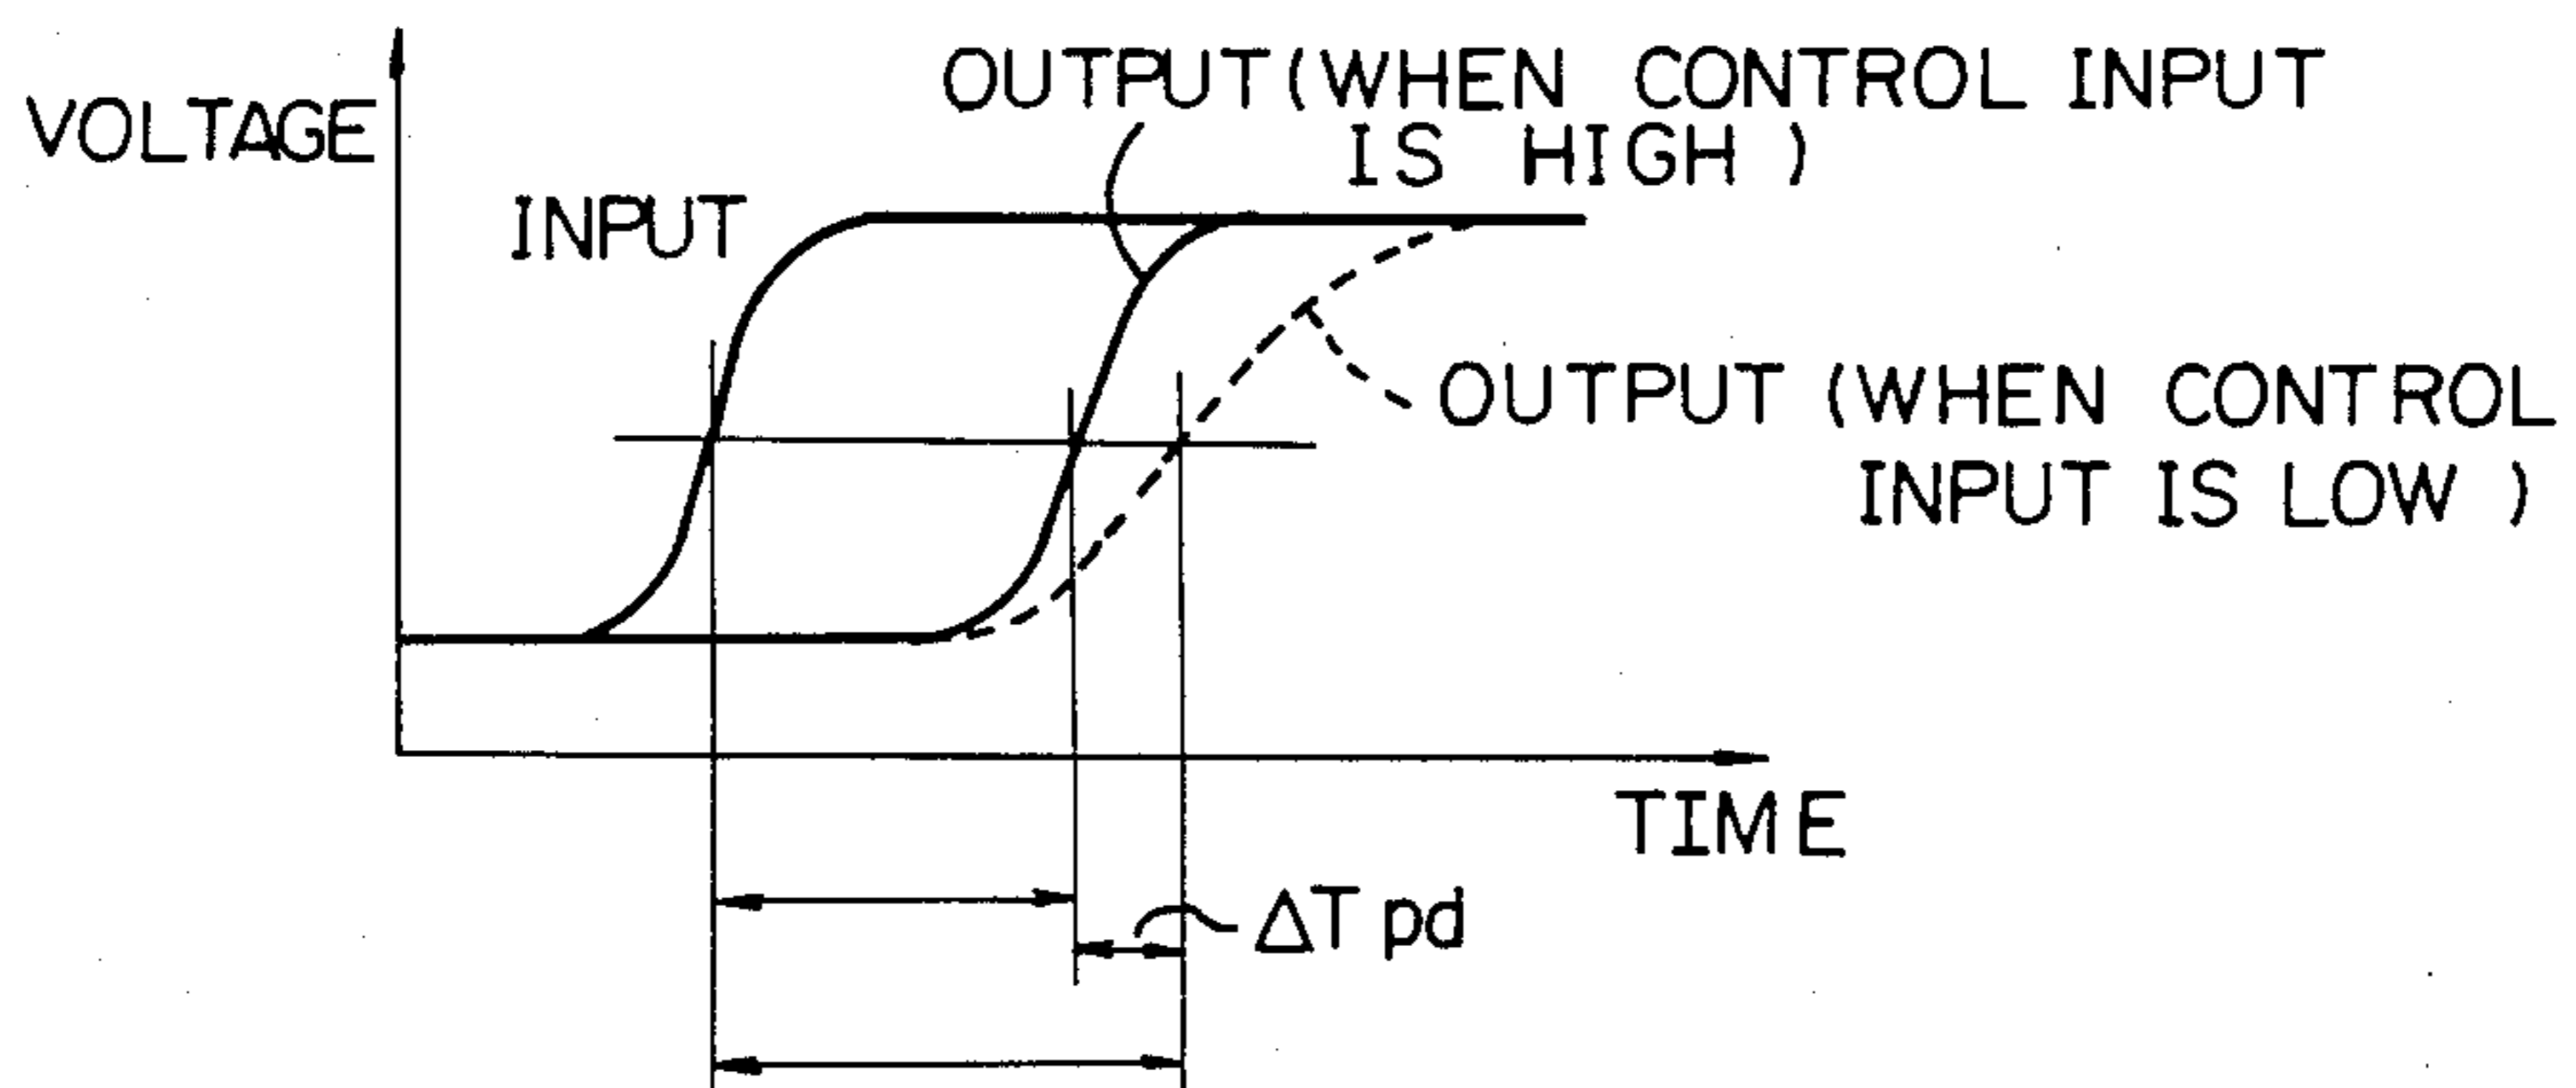 VOLTAGE
OUTPUT (WHEN CONTROL INPUT
IS HIGH )
INPUT
OUTPUT (WHEN CONTROL
INPUT IS LOW )
TIME
ΔT pd